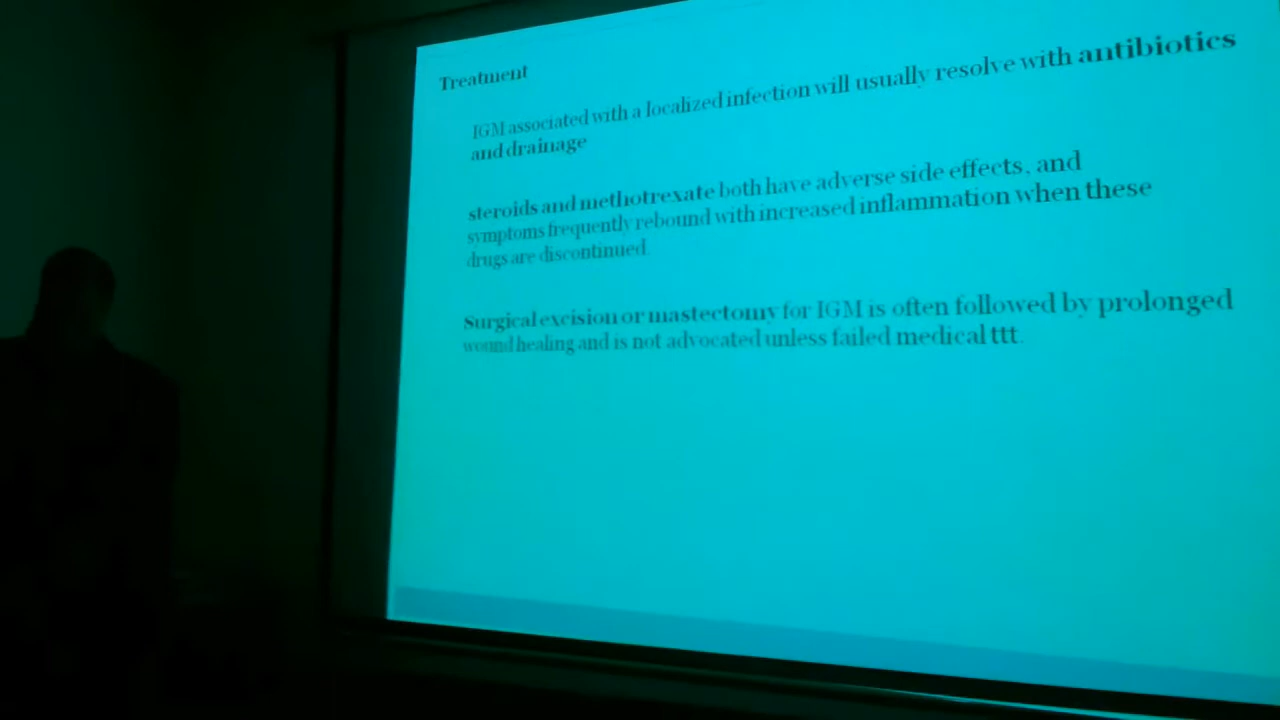 Treatment
IGM associated with a localized infection will usually resolve with antibiotics
and drainage
steroids and methotrexate both have adverse side effects, and
symptoms frequently rebound with increased inflammation when these
drugs are discontinued.
Surgical excision or mastectomy for IGM is often followed by prolonged
wound healing and is not advocated unless failed medical ttt.